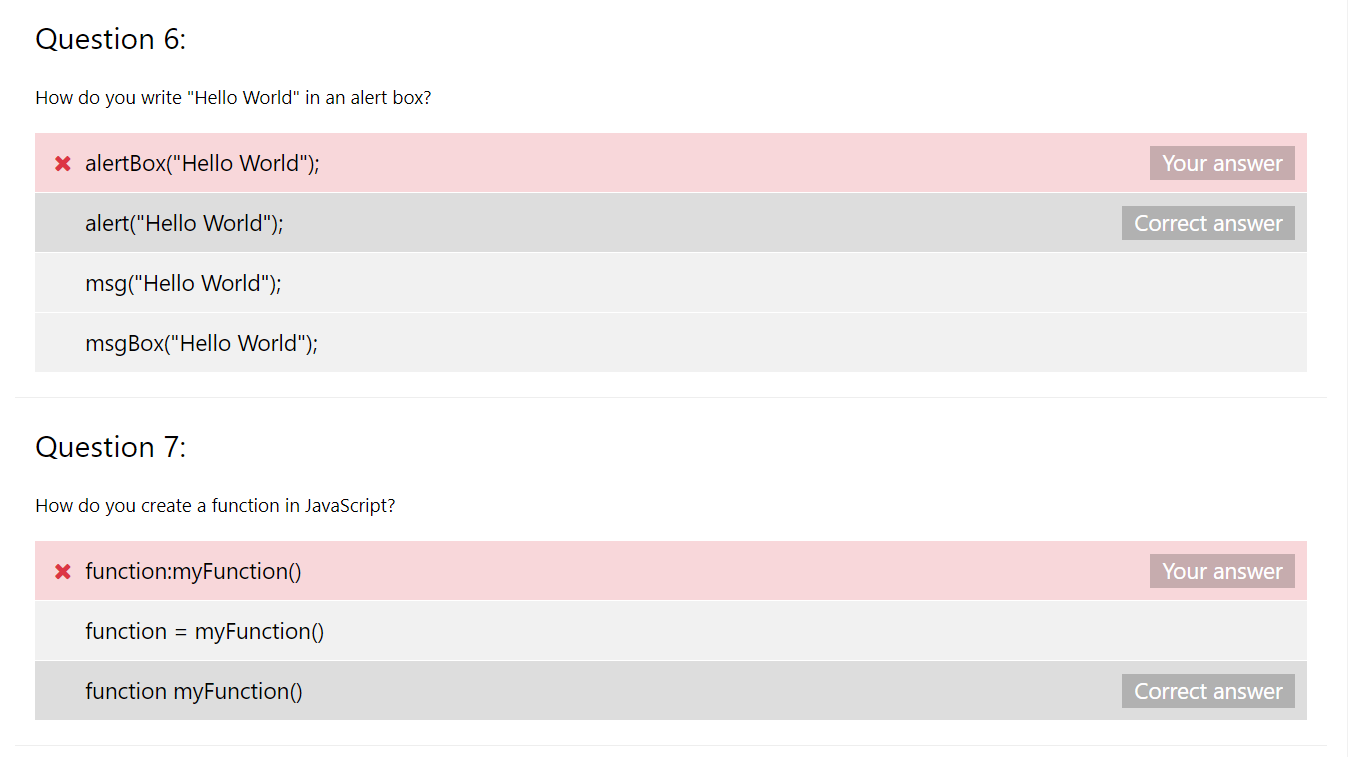 Question 6:
How do you write "Hello World" in an alert box?
✖ alertBox("Hello World"); Your answer
alert("Hello World"); Correct answer
msg("Hello World");
msgBox("Hello World");
Question 7:
How do you create a function in JavaScript?
✖ function:myFunction() Your answer
function = myFunction()
function myFunction() Correct answer